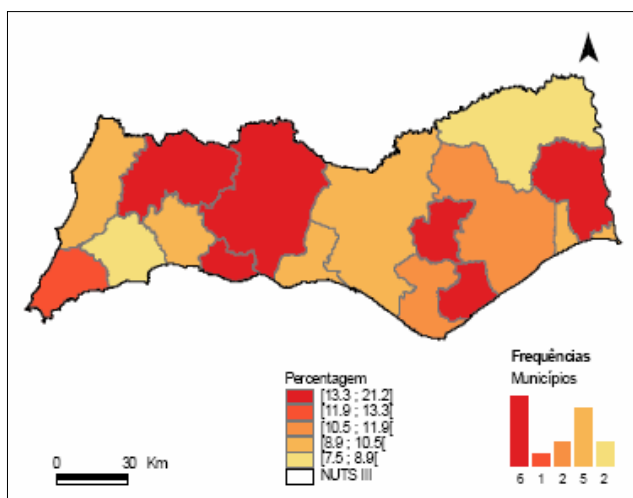 Percentagem
[13.3 ; 21.2]
[11.9 ; 13.3[
[10.5 ; 11.9[
[8.9 ; 10.5[
[7.5 ; 8.9[
NUTS III
0 30 Km
Frequências
Municípios
6 1 2 5 2